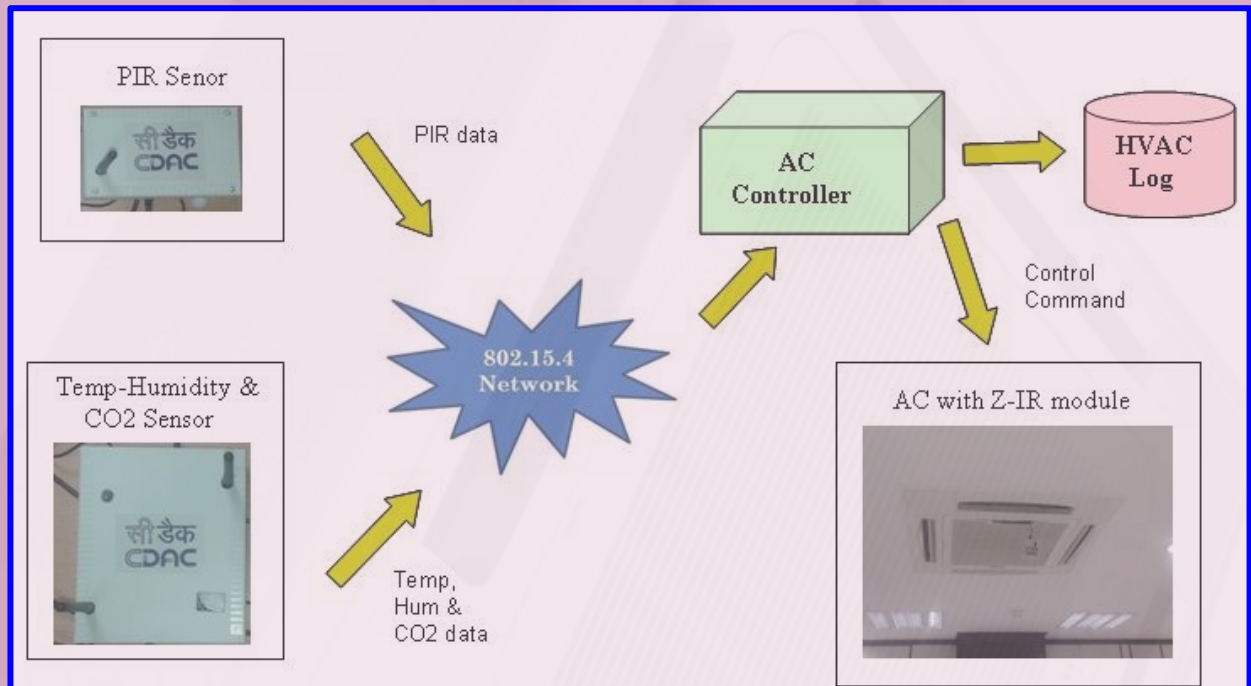 PIR Senor
सी डैक
CDAC
PIR data
AC
Controller
HVAC
Log
802.15.4
Network
Control
Command
Temp-Humidity &
CO2 Sensor
सी डैक
CDAC
Temp,
Hum &
CO2 data
AC with Z-IR module